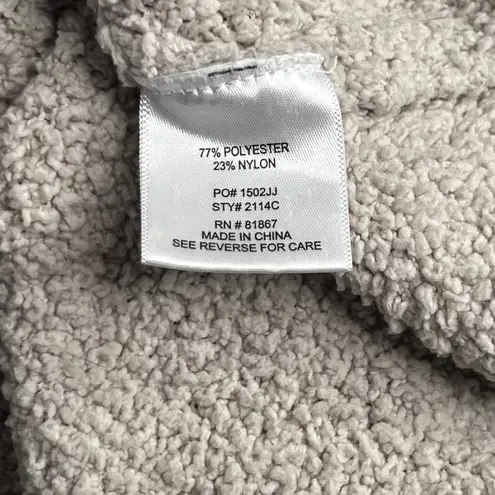 77% POLYESTER
23% NYLON
PO# 1502JJ
STY# 2114C
RN # 81867
MADE IN CHINA
SEE REVERSE FOR CARE